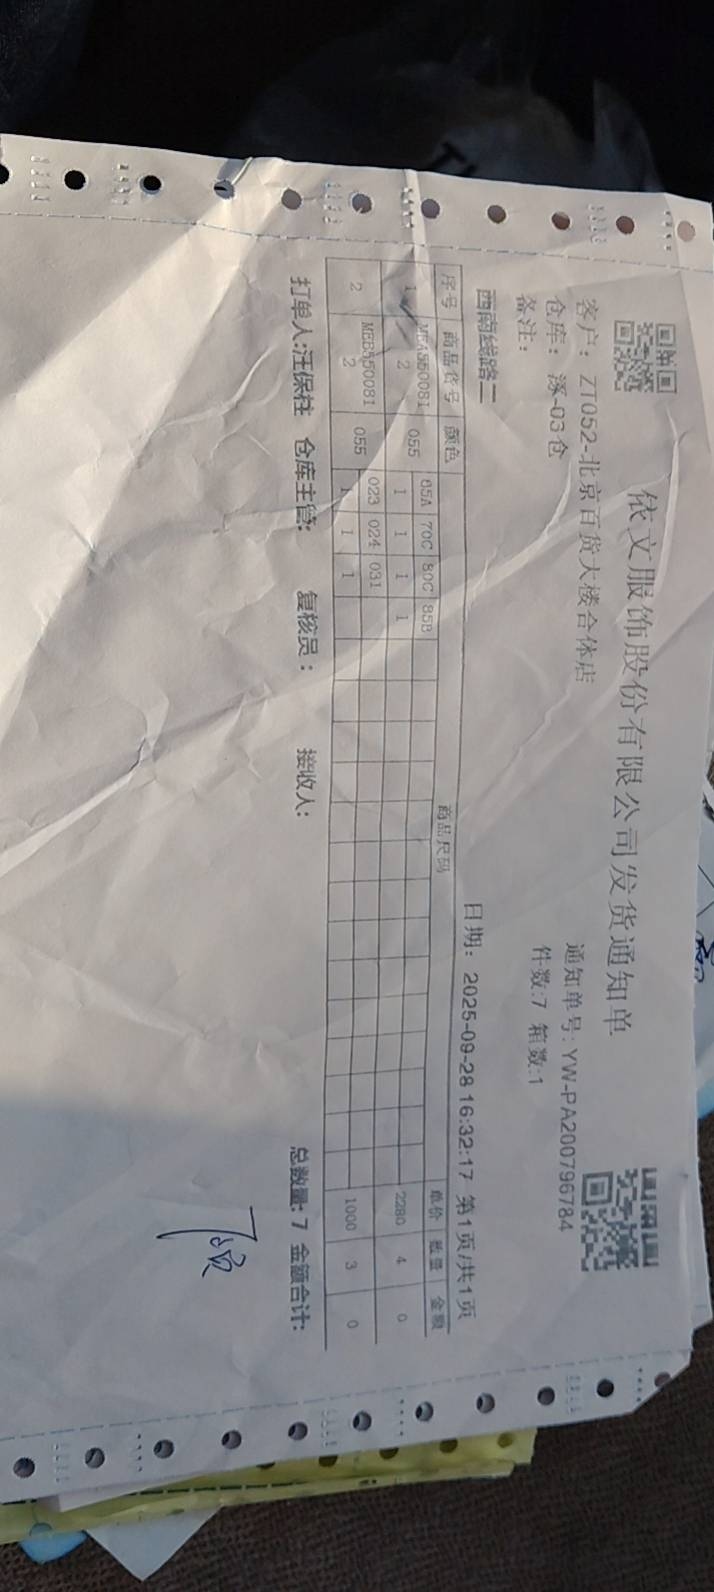 依文服饰股份有限公司发货通知单
客户：ZT052-北京百货大楼合体店 通知单号：YW-PA200796784
仓库：涿-03仓 件数:7 箱数:1
备注：
西南线路二 日期：2025-09-28 16:32:17 第1页/共1页
序号 商品货号 颜色 商品尺码 单价 数量 金额
65A 70C 80C 85B
1 MEA550081 2 055 1 1 1 1 2280 4 0
023 024 031
2 MEB550081 2 055 1 1 1 1000 3 0
打单人:汪保柱 仓库主管: 复核员： 接收人: 总数量: 7 金额合计: